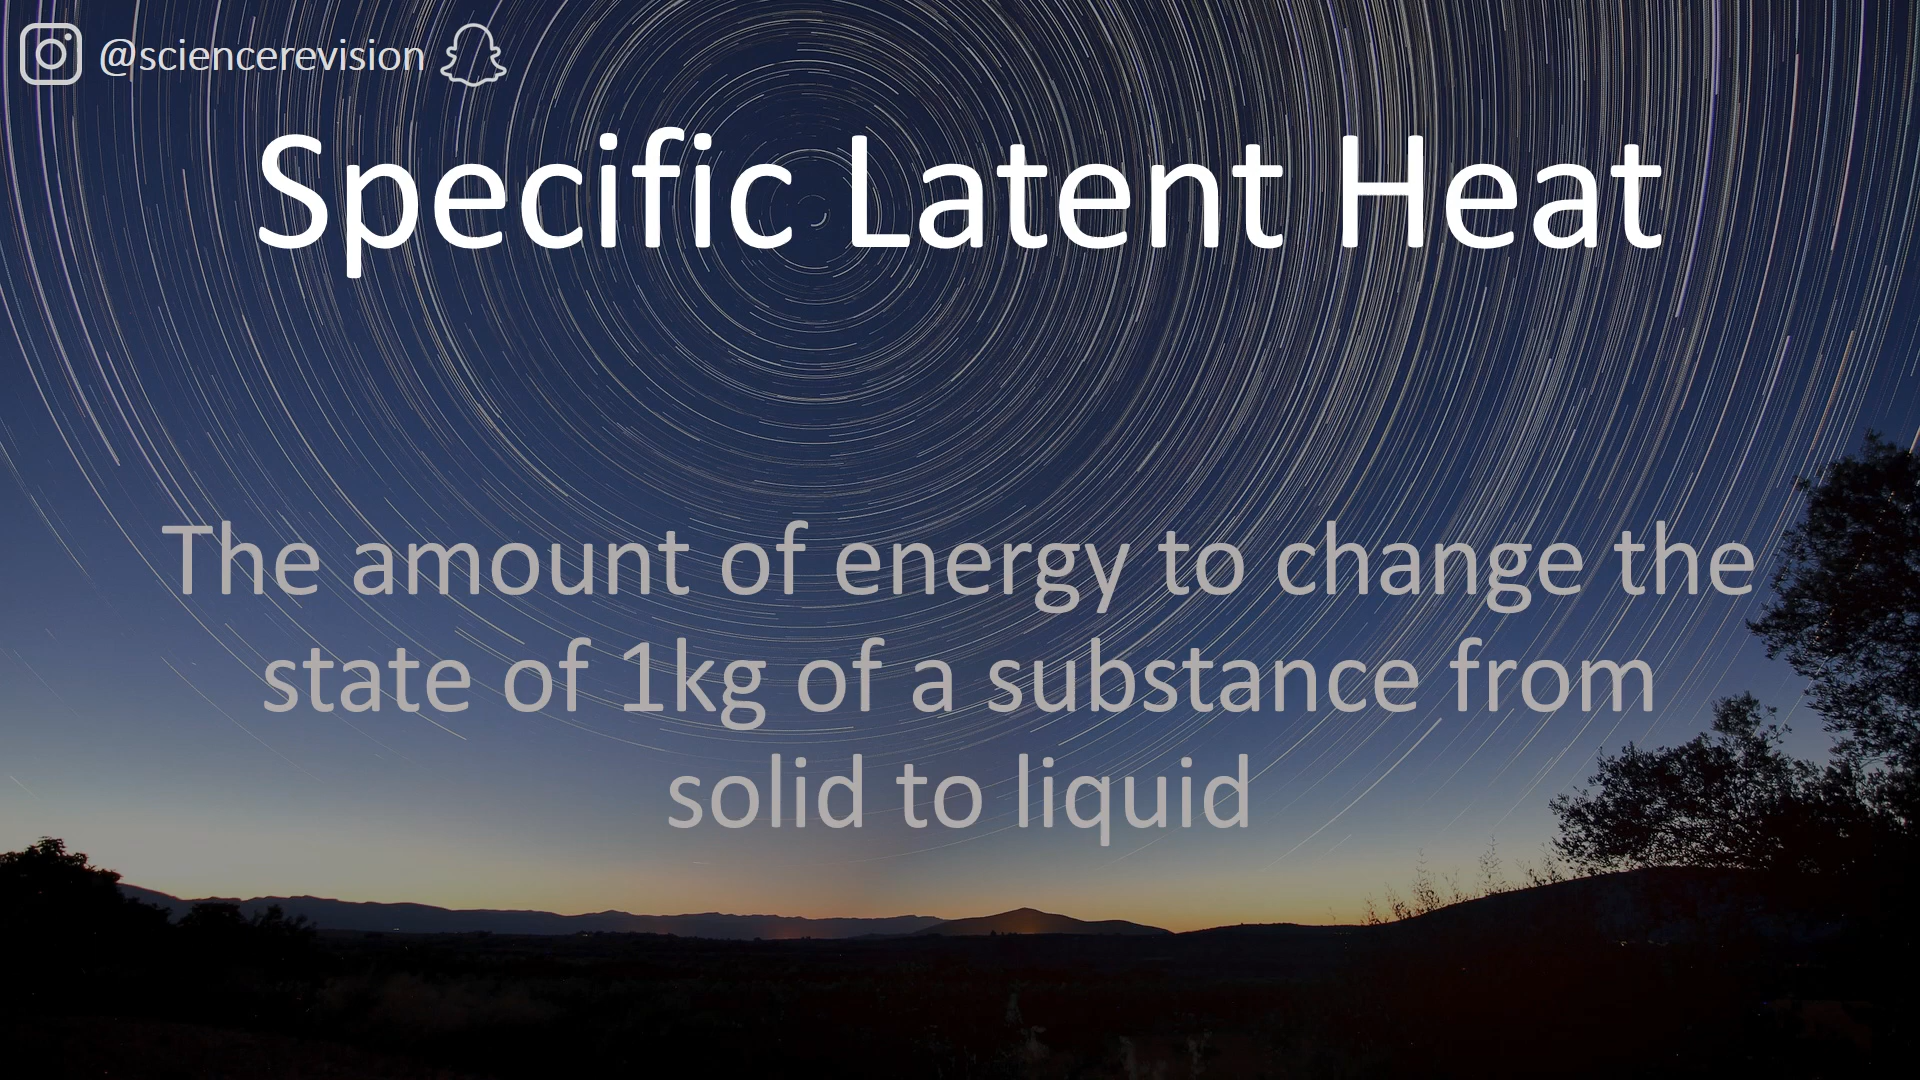 @sciencerevision
Specific Latent Heat
The amount of energy to change the
state of 1kg of a substance from
solid to liquid